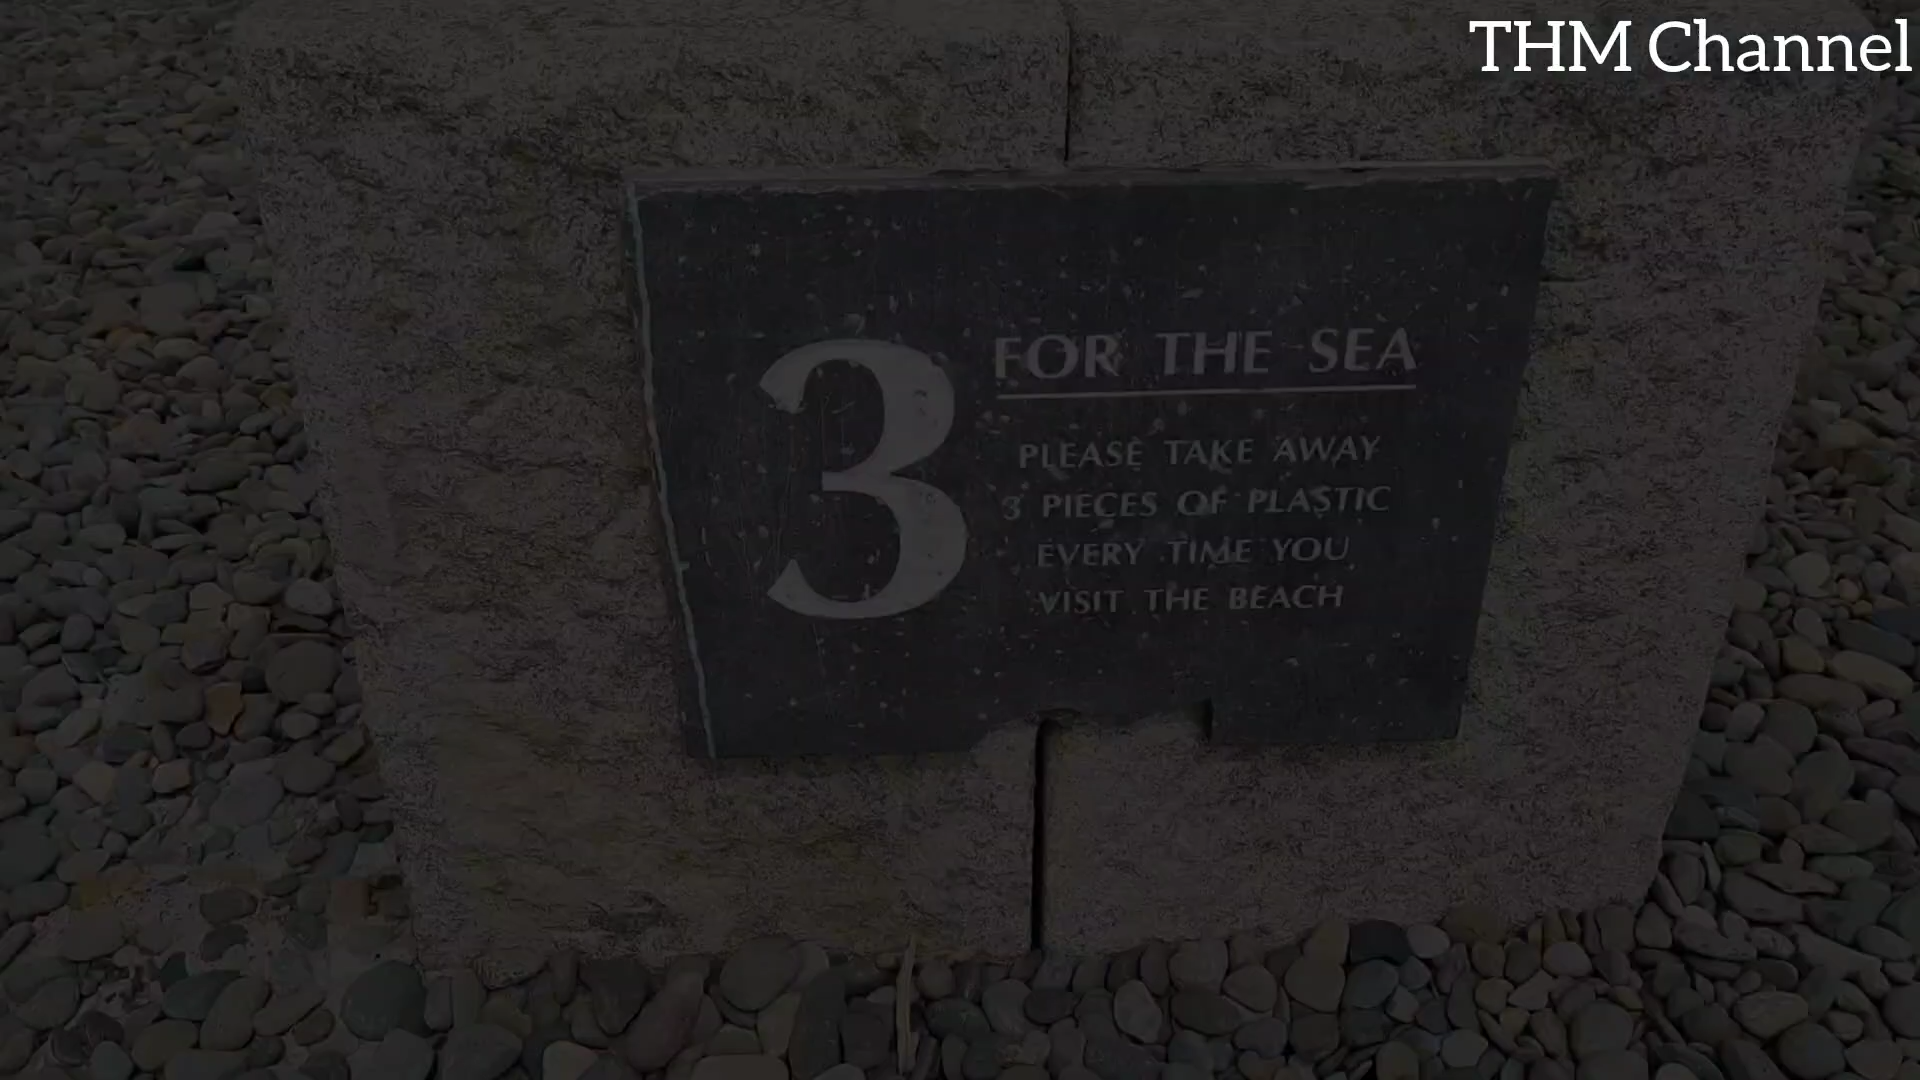 THM Channel
3 FOR THE SEA
PLEASE TAKE AWAY
3 PIECES OF PLASTIC
EVERY TIME YOU
VISIT THE BEACH